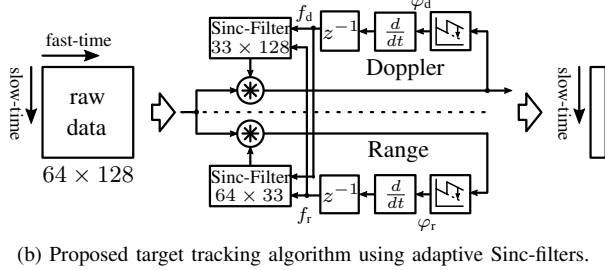 fast-time
slow-time
raw
data
64 × 128
Sinc-Filter
33 × 128
f_d
z^{-1}
d/dt
φ_d
Doppler
Range
Sinc-Filter
64 × 33
f_r
z^{-1}
d/dt
φ_r
slow-time
(b) Proposed target tracking algorithm using adaptive Sinc-filters.